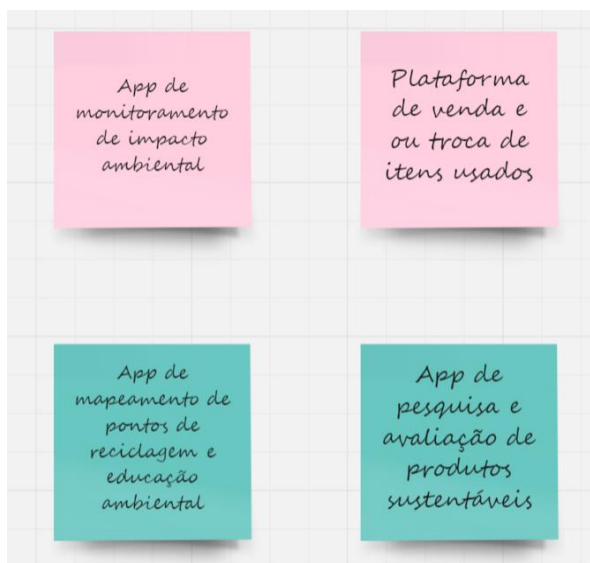 App de
monitoramento
de impacto
ambiental
Plataforma
de venda e
ou troca de
itens usados
App de
mapeamento de
pontos de
reciclagem e
educação
ambiental
App de
pesquisa e
avaliação de
produtos
sustentáveis